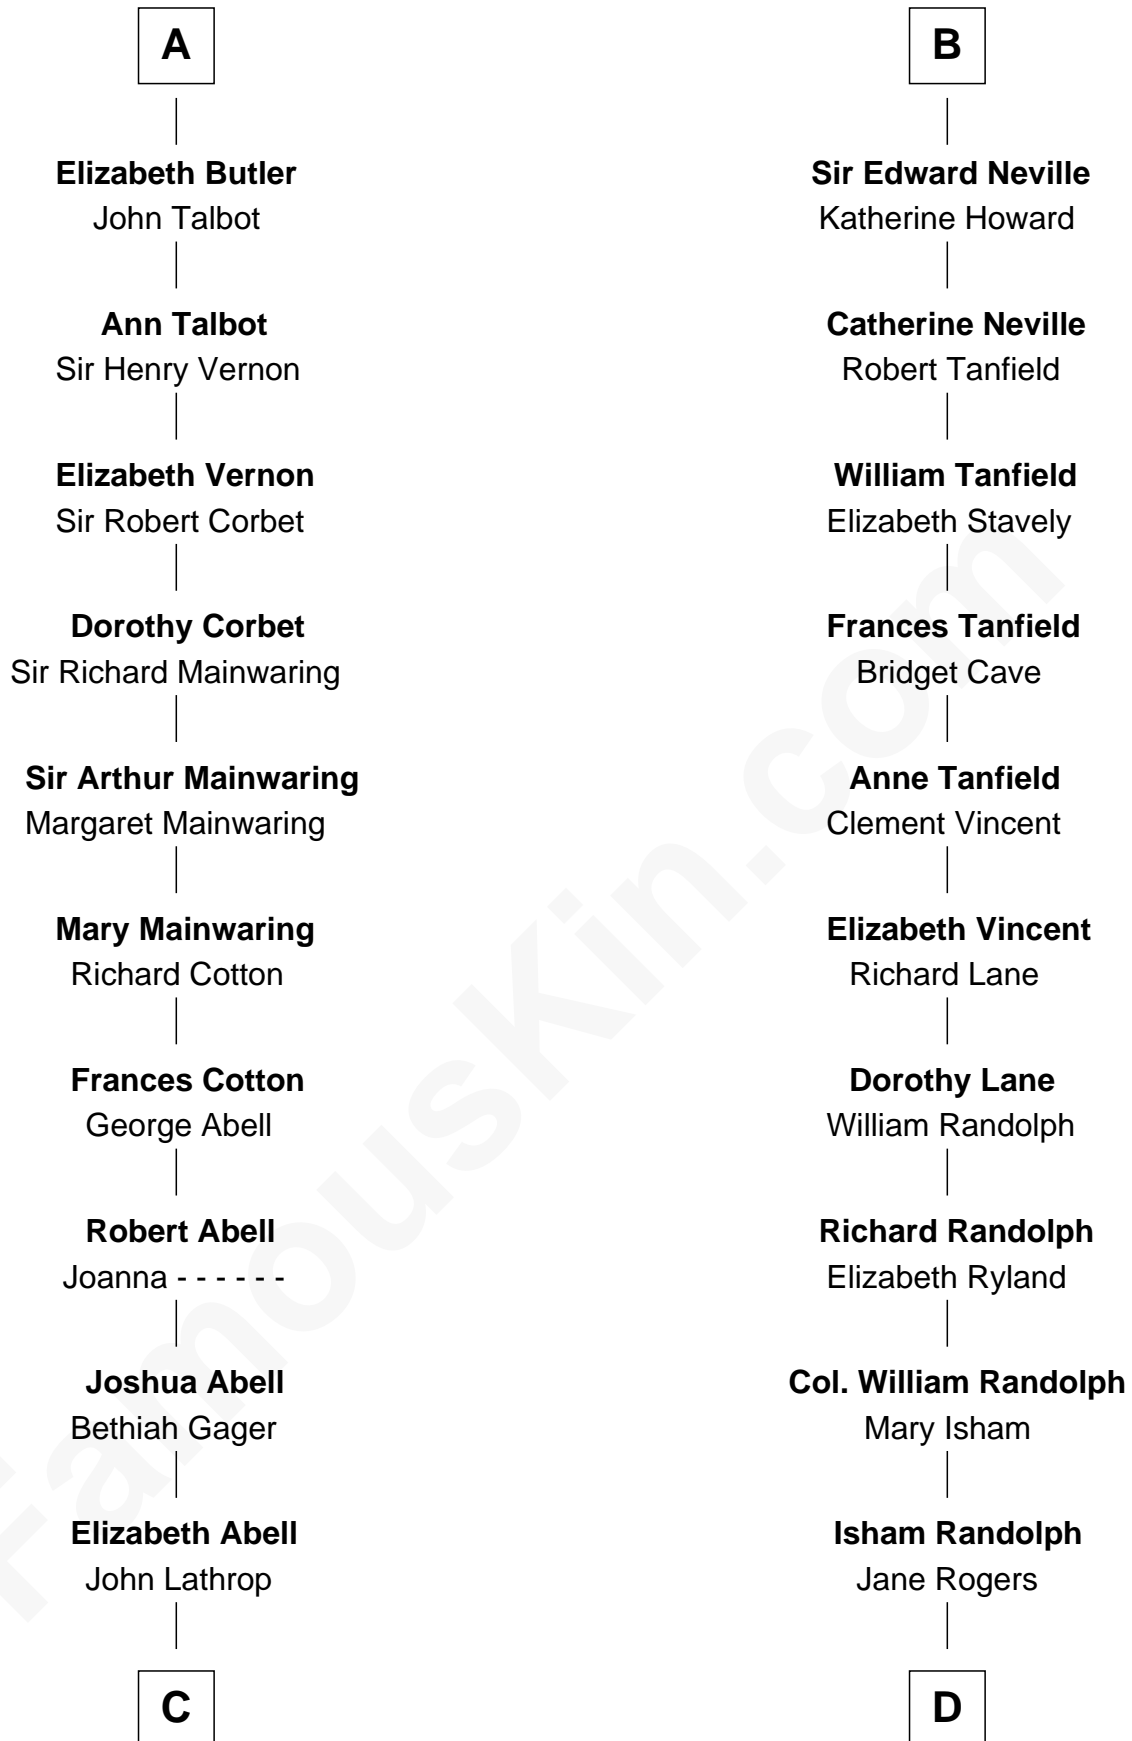 A
Elizabeth Butler
John Talbot
Ann Talbot
Sir Henry Vernon
Elizabeth Vernon
Sir Robert Corbet
Dorothy Corbet
Sir Richard Mainwaring
Sir Arthur Mainwaring
Margaret Mainwaring
Mary Mainwaring
Richard Cotton
Frances Cotton
George Abell
Robert Abell
Joanna - - - - - -
Joshua Abell
Bethiah Gager
Elizabeth Abell
John Lathrop
C
B
Sir Edward Neville
Katherine Howard
Catherine Neville
Robert Tanfield
William Tanfield
Elizabeth Stavely
Frances Tanfield
Bridget Cave
Anne Tanfield
Clement Vincent
Elizabeth Vincent
Richard Lane
Dorothy Lane
William Randolph
Richard Randolph
Elizabeth Ryland
Col. William Randolph
Mary Isham
Isham Randolph
Jane Rogers
D
FamousKin.com